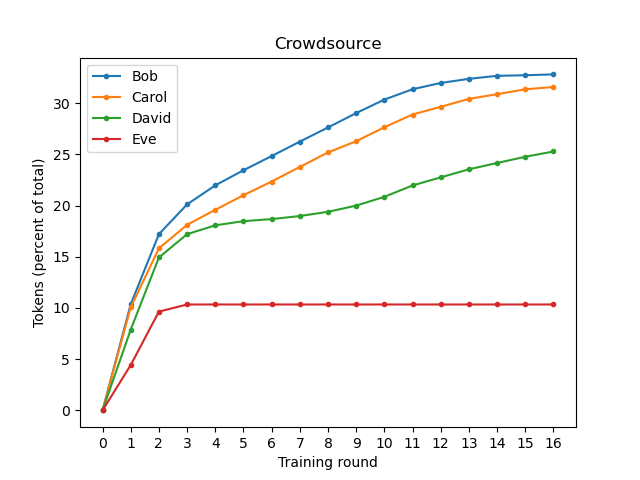 Crowdsource
Bob
Carol
David
Eve
Tokens (percent of total)
30
25
20
15
10
5
0
0 1 2 3 4 5 6 7 8 9 10 11 12 13 14 15 16
Training round